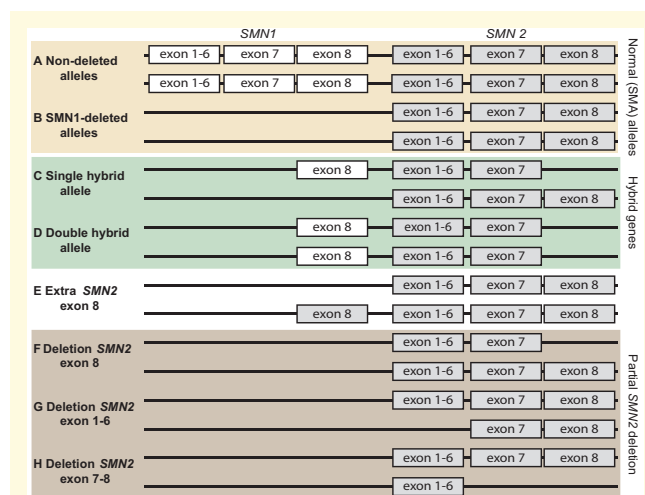 SMN1 SMN 2
A Non-deleted alleles exon 1-6 exon 7 exon 8 exon 1-6 exon 7 exon 8
exon 1-6 exon 7 exon 8 exon 1-6 exon 7 exon 8
B SMN1-deleted alleles exon 1-6 exon 7 exon 8
exon 1-6 exon 7 exon 8
Normal (SMA) alleles
C Single hybrid allele exon 8 exon 1-6 exon 7
exon 1-6 exon 7 exon 8
D Double hybrid allele exon 8 exon 1-6 exon 7
exon 8 exon 1-6 exon 7
Hybrid genes
E Extra SMN2 exon 8 exon 1-6 exon 7 exon 8
exon 8 exon 1-6 exon 7 exon 8
F Deletion SMN2 exon 8 exon 1-6 exon 7
exon 1-6 exon 7 exon 8
G Deletion SMN2 exon 1-6 exon 1-6 exon 7 exon 8
exon 7 exon 8
H Deletion SMN2 exon 7-8 exon 1-6 exon 7 exon 8
exon 1-6
Partial SMN2 deletion